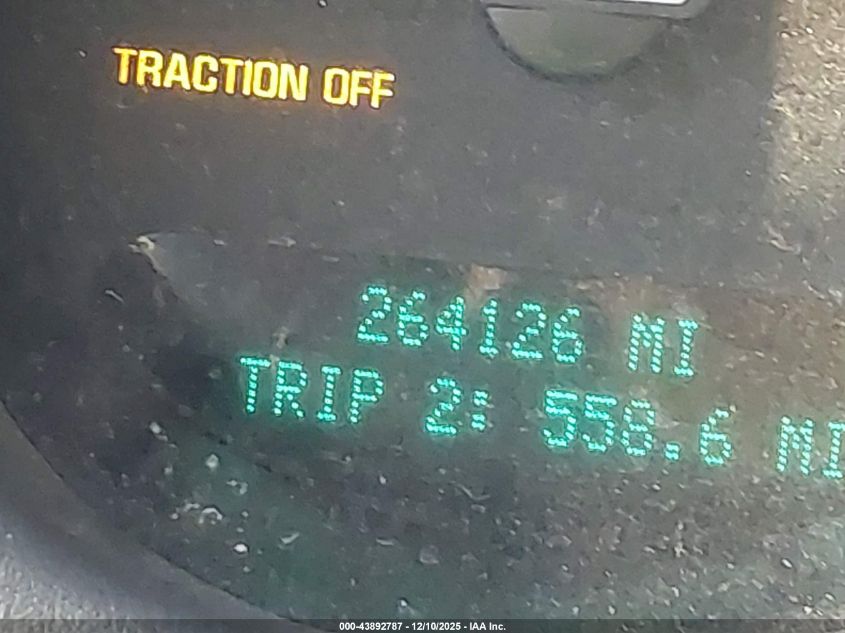 TRACTION OFF
264126 MI
TRIP 2: 558.6 MI
000-43892787 - 12/10/2025 - IAA Inc.